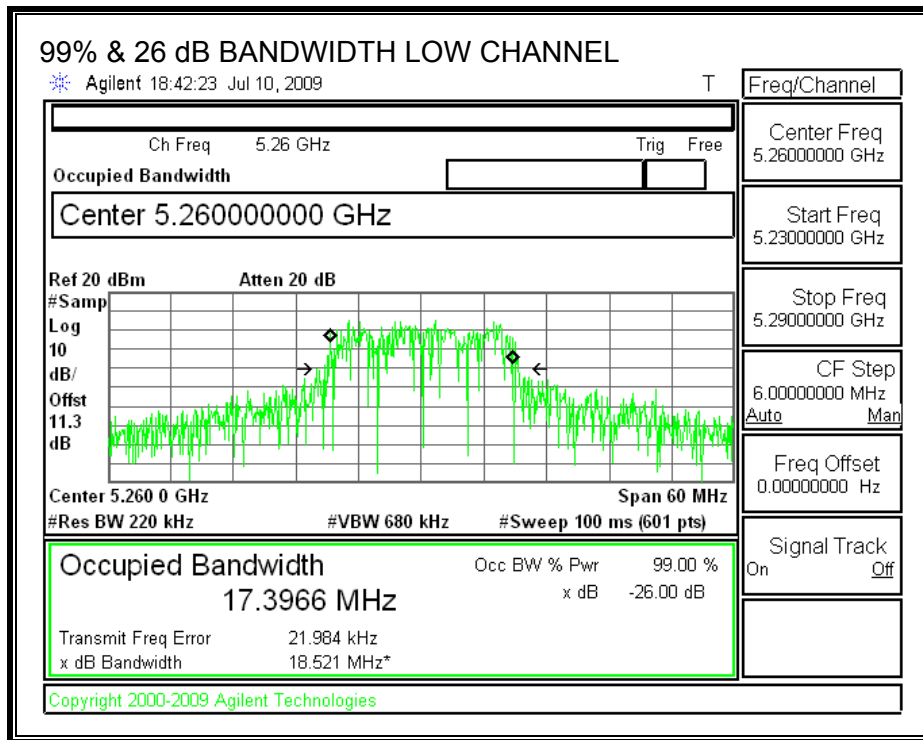 99% & 26 dB BANDWIDTH LOW CHANNEL
Agilent 18:42:23 Jul 10, 2009 T
Ch Freq 5.26 GHz Trig Free
Occupied Bandwidth
Center 5.260000000 GHz
Ref 20 dBm Atten 20 dB
#Samp
Log
10
dB/
Offst
11.3
dB
Center 5.260 0 GHz Span 60 MHz
#Res BW 220 kHz #VBW 680 kHz #Sweep 100 ms (601 pts)
Occupied Bandwidth
17.3966 MHz
Occ BW % Pwr 99.00 %
x dB -26.00 dB
Transmit Freq Error 21.984 kHz
x dB Bandwidth 18.521 MHz*
Copyright 2000-2009 Agilent Technologies
Freq/Channel
Center Freq
5.26000000 GHz
Start Freq
5.23000000 GHz
Stop Freq
5.29000000 GHz
CF Step
6.00000000 MHz
Auto Man
Freq Offset
0.00000000 Hz
Signal Track
On Off